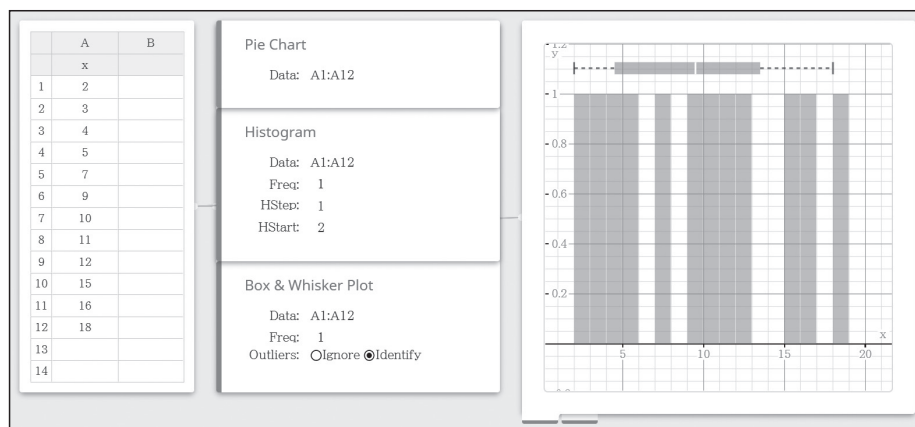 A B
x
1 2
2 3
3 4
4 5
5 7
6 9
7 10
8 11
9 12
10 15
11 16
12 18
13
14
Pie Chart
Data: A1:A12
Histogram
Data: A1:A12
Freq: 1
HStep: 1
HStart: 2
Box & Whisker Plot
Data: A1:A12
Freq: 1
Outliers: Ignore Identify
1.2
y
1
0.8
0.6
0.4
0.2
x
5 10 15 20